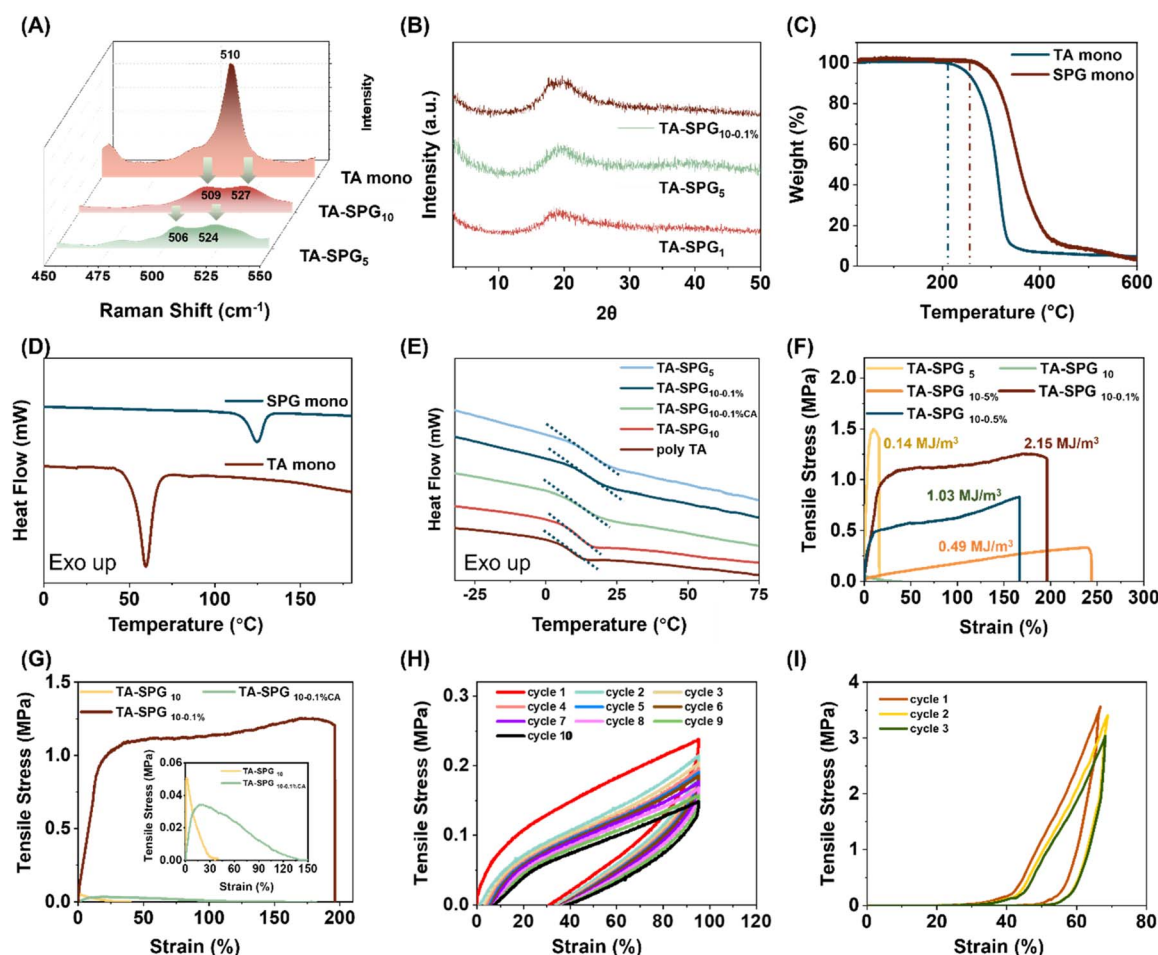 (A)
510
Intensity
TA mono
509 527
TA-SPG10
506 524
TA-SPG5
450 475 500 525 550
Raman Shift (cm-1)
(B)
Intensity (a.u.)
TA-SPG10-0.1%
TA-SPG5
TA-SPG1
10 20 30 40 50
2θ
(C)
TA mono
SPG mono
Weight (%)
100
80
60
40
20
0
200 400 600
Temperature (°C)
(D)
Heat Flow (mW)
SPG mono
TA mono
Exo up
0 50 100 150
Temperature (°C)
(E)
Heat Flow (mW)
TA-SPG5
TA-SPG10-0.1%
TA-SPG10-0.1%CA
TA-SPG10
poly TA
Exo up
-25 0 25 50 75
Temperature (°C)
(F)
Tensile Stress (MPa)
TA-SPG 5 TA-SPG 10
TA-SPG 10-5% TA-SPG 10-0.1%
TA-SPG 10-0.5%
2.0
1.5
1.0
0.5
0.0
0.14 MJ/m3 2.15 MJ/m3
1.03 MJ/m3
0.49 MJ/m3
0 50 100 150 200 250 300
Strain (%)
(G)
Tensile Stress (MPa)
TA-SPG 10 TA-SPG 10-0.1%CA
TA-SPG 10-0.1%
1.5
1.0
0.5
0.0
Tensile Stress (MPa)
TA-SPG 10
TA-SPG 10-0.1%CA
0.06
0.04
0.02
0.00
0 30 60 90 120 150
Strain (%)
0 50 100 150 200
Strain (%)
(H)
Tensile Stress (MPa)
cycle 1 cycle 2 cycle 3
cycle 4 cycle 5 cycle 6
cycle 7 cycle 8 cycle 9
cycle 10
0.3
0.2
0.1
0.0
0 20 40 60 80 100
Strain (%)
(I)
Tensile Stress (MPa)
cycle 1
cycle 2
cycle 3
4
3
2
1
0
0 20 40 60 80
Strain (%)